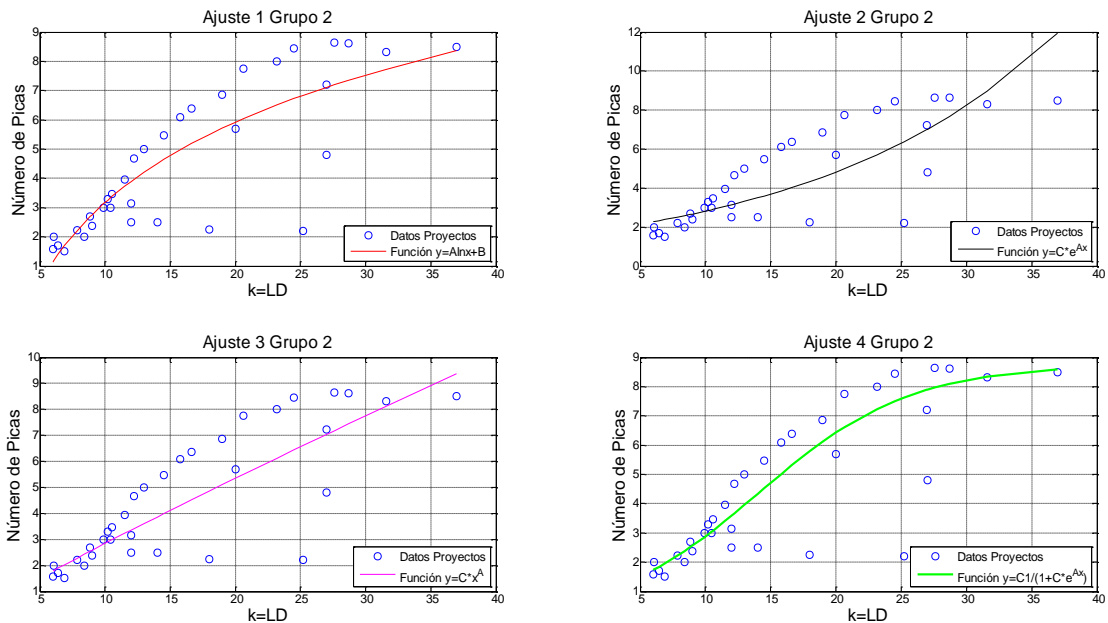 Ajuste 1 Grupo 2
9
8
7
6
5
4
3
2
1
5 10 15 20 25 30 35 40
Número de Picas
k=LD
Datos Proyectos
Función y=Alnx+B
Ajuste 2 Grupo 2
12
10
8
6
4
2
0
5 10 15 20 25 30 35 40
Número de Picas
k=LD
Datos Proyectos
Función y=C*e^Ax
Ajuste 3 Grupo 2
10
9
8
7
6
5
4
3
2
1
5 10 15 20 25 30 35 40
Número de Picas
k=LD
Datos Proyectos
Función y=C*x^A
Ajuste 4 Grupo 2
9
8
7
6
5
4
3
2
1
5 10 15 20 25 30 35 40
Número de Picas
k=LD
Datos Proyectos
Función y=C1/(1+C*e^Ax)